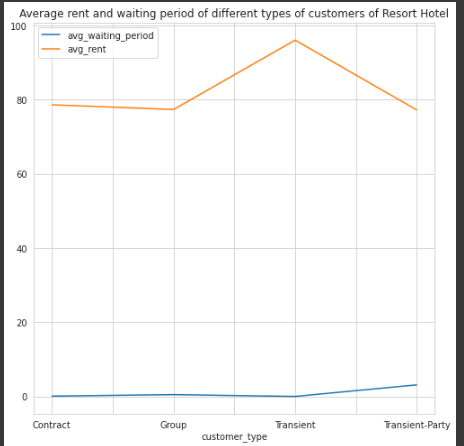 Average rent and waiting period of different types of customers of Resort Hotel
avg_waiting_period
avg_rent
100
80
60
40
20
0
Contract Group Transient Transient-Party
customer_type